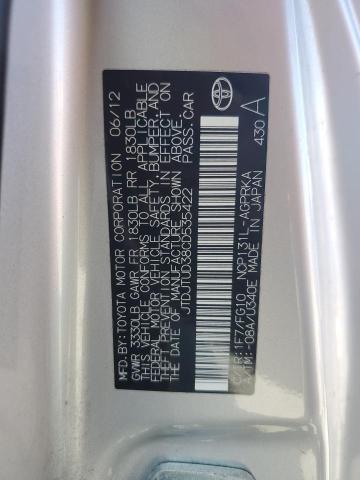 MFD.BY:TOYOTA MOTOR CORPORATION 06/12
GVWR 3330LB GAWR FR 1830LB RR 1830LB
THIS VEHICLE CONFORMS TO ALL APPLICABLE
FEDERAL MOTOR VEHICLE SAFETY, BUMPER, AND
THEFT PREVENTION STANDARDS IN EFFECT ON
THE DATE OF MANUFACTURE SHOWN ABOVE.
JTDJTUD38CD535422 PASS.CAR
C/TR:1F7/FG10 NCP131L-AGPRKA
A/TM:-08A/U340E MADE IN JAPAN
430 A